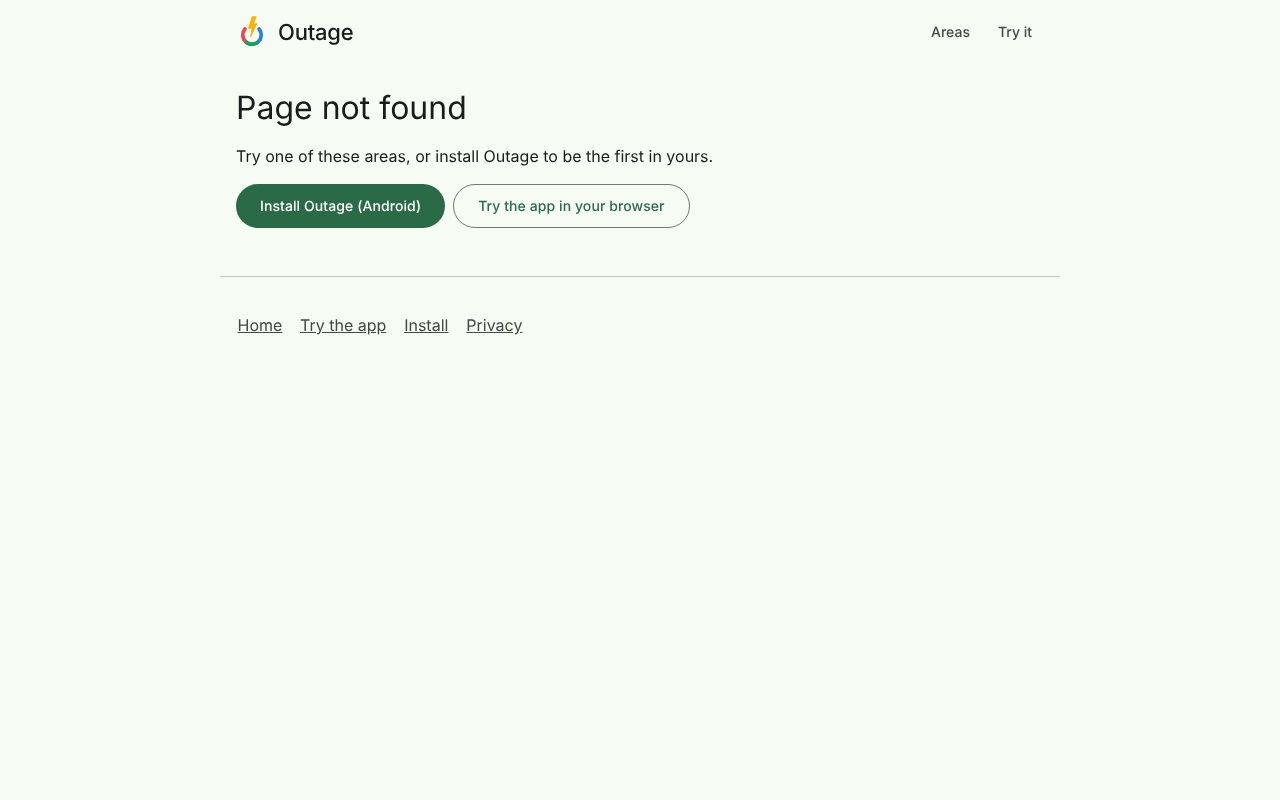 Outage
Areas
Try it
Page not found
Try one of these areas, or install Outage to be the first in yours.
Install Outage (Android)
Try the app in your browser
Home
Try the app
Install
Privacy